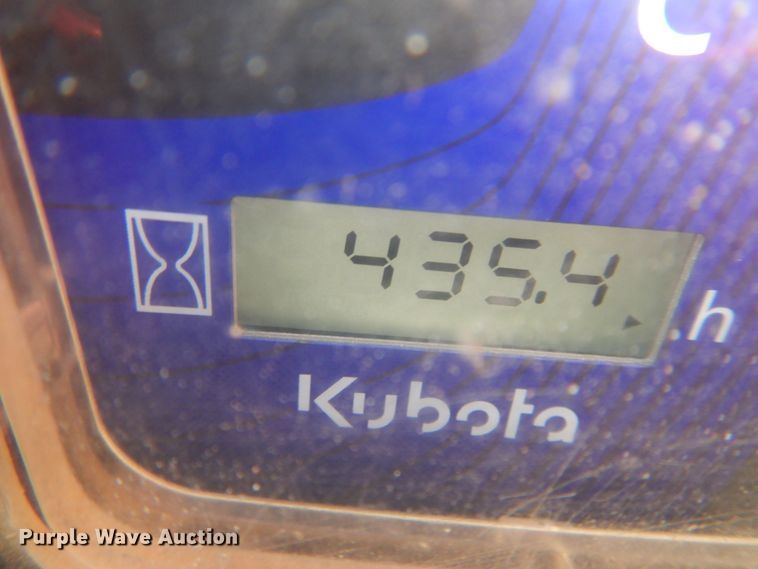 C
435.4
.h
Kubota
Purple Wave Auction